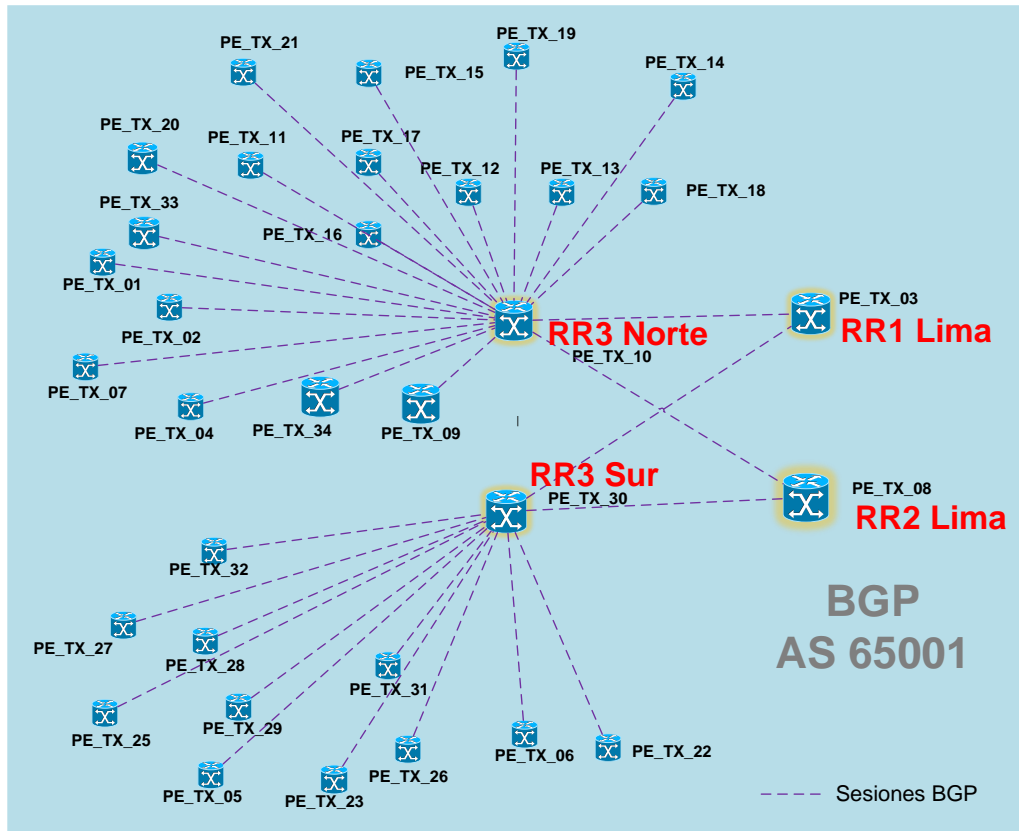 PE_TX_19
PE_TX_21
PE_TX_15
PE_TX_14
PE_TX_20
PE_TX_11
PE_TX_17
PE_TX_12
PE_TX_13
PE_TX_18
PE_TX_33
PE_TX_16
PE_TX_01
PE_TX_03
PE_TX_02
RR3 Norte
RR1 Lima
PE_TX_10
PE_TX_07
PE_TX_04
PE_TX_34
PE_TX_09
RR3 Sur
PE_TX_30
PE_TX_08
RR2 Lima
PE_TX_32
BGP
AS 65001
PE_TX_27
PE_TX_28
PE_TX_31
PE_TX_29
PE_TX_25
PE_TX_06
PE_TX_22
PE_TX_26
PE_TX_05
PE_TX_23
Sesiones BGP